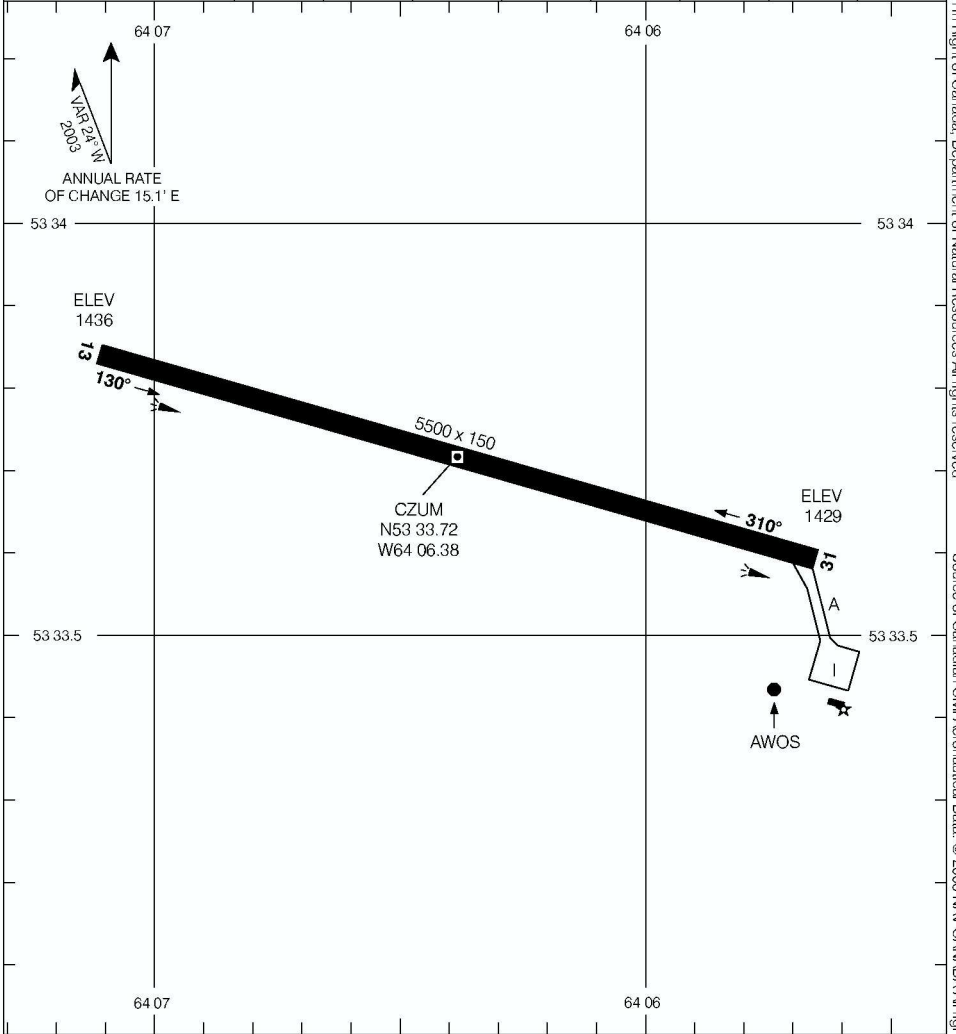 64 07
64 06
VAR 24° W
2003
ANNUAL RATE
OF CHANGE 15.1' E
53 34
53 34
ELEV
1436
13
130°
5500 x 150
CZUM
N53 33.72
W64 06.38
ELEV
1429
310°
31
A
53 33.5
53 33.5
I
AWOS
64 07
64 06